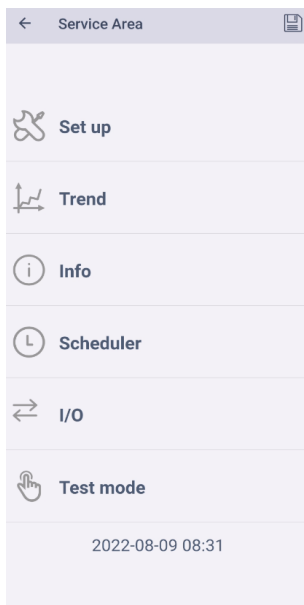 Service Area
Set up
Trend
Info
Scheduler
I/O
Test mode
2022-08-09 08:31